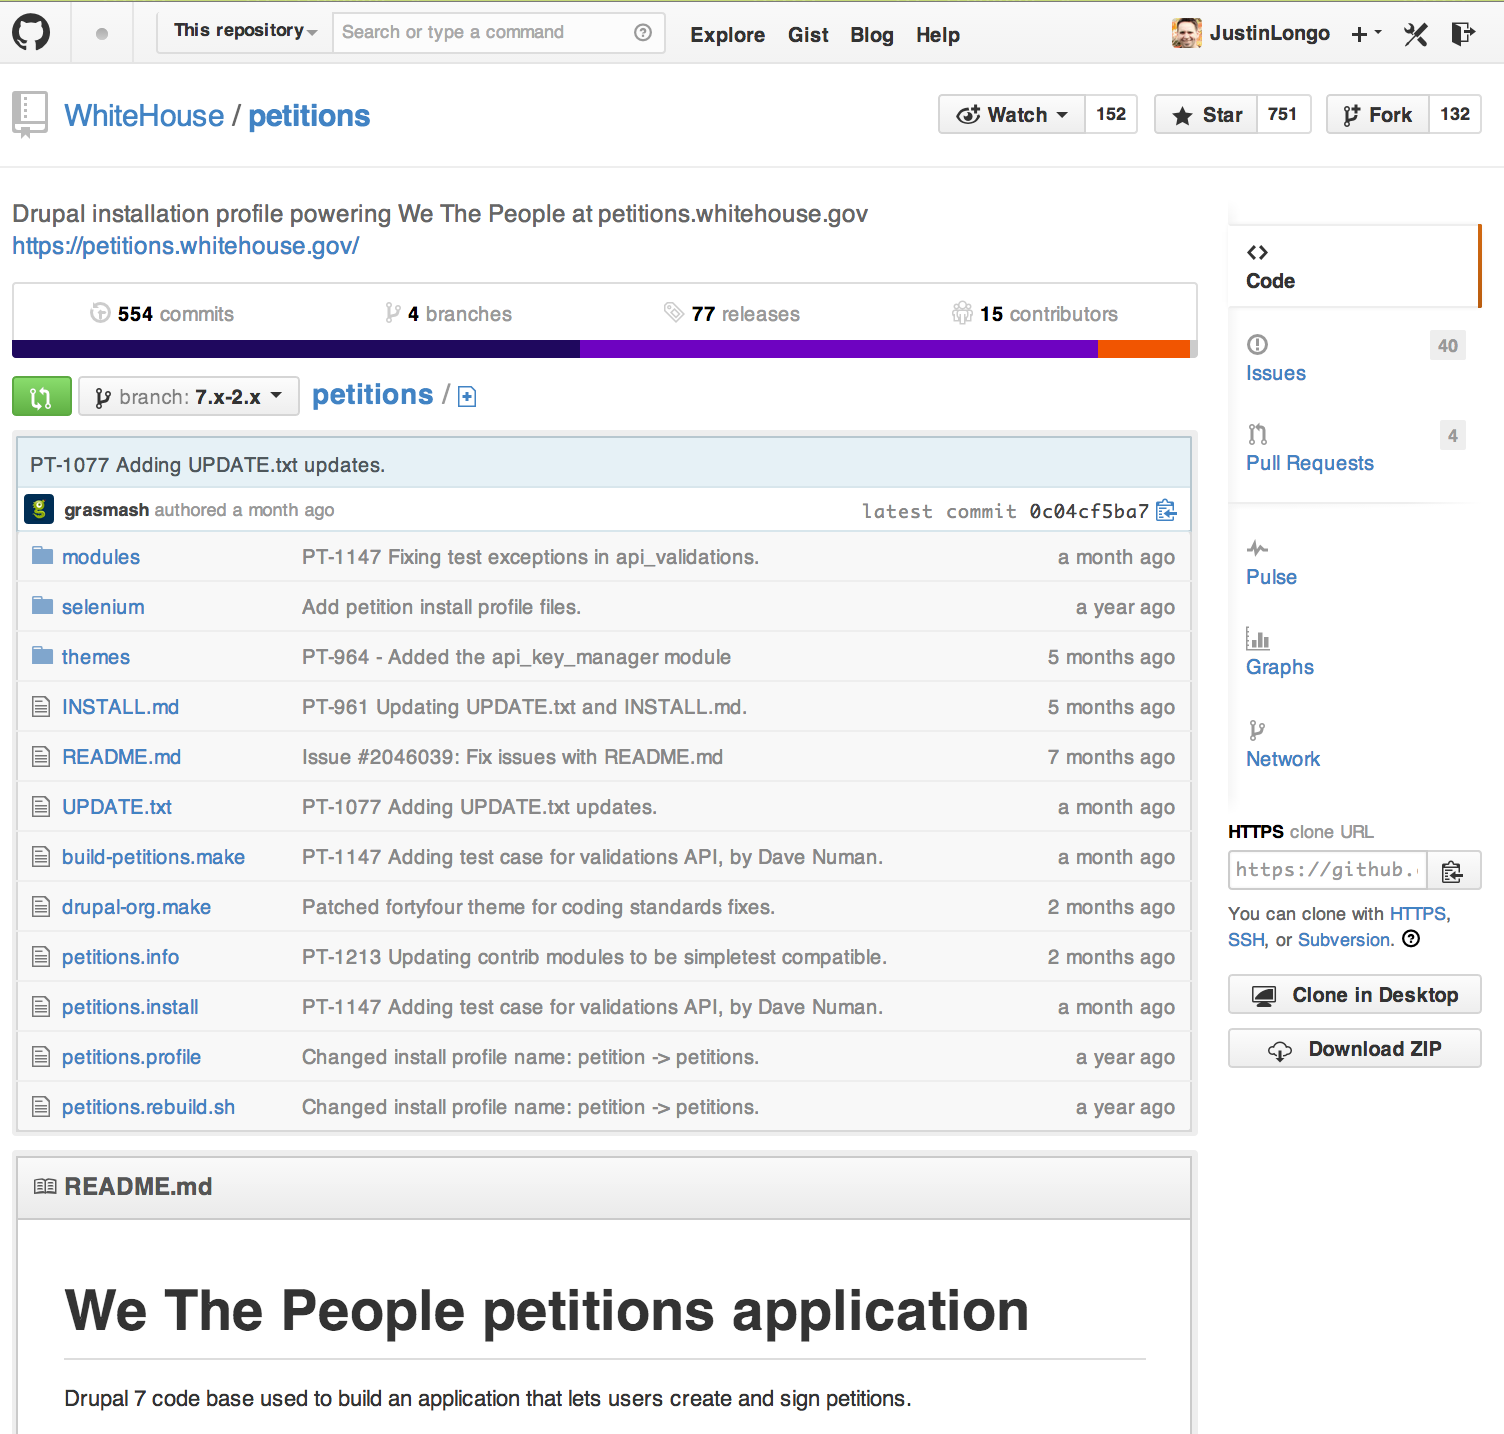 This repository Search or type a command Explore Gist Blog Help JustinLongo
WhiteHouse / petitions Watch 152 Star 751 Fork 132
Drupal installation profile powering We The People at petitions.whitehouse.gov
https://petitions.whitehouse.gov/
554 commits 4 branches 77 releases 15 contributors
branch: 7.x-2.x petitions /
PT-1077 Adding UPDATE.txt updates.
grasmash authored a month ago latest commit 0c04cf5ba7
modules PT-1147 Fixing test exceptions in api_validations. a month ago
selenium Add petition install profile files. a year ago
themes PT-964 - Added the api_key_manager module 5 months ago
INSTALL.md PT-961 Updating UPDATE.txt and INSTALL.md. 5 months ago
README.md Issue #2046039: Fix issues with README.md 7 months ago
UPDATE.txt PT-1077 Adding UPDATE.txt updates. a month ago
build-petitions.make PT-1147 Adding test case for validations API, by Dave Numan. a month ago
drupal-org.make Patched fortyfour theme for coding standards fixes. 2 months ago
petitions.info PT-1213 Updating contrib modules to be simpletest compatible. 2 months ago
petitions.install PT-1147 Adding test case for validations API, by Dave Numan. a month ago
petitions.profile Changed install profile name: petition -> petitions. a year ago
petitions.rebuild.sh Changed install profile name: petition -> petitions. a year ago
README.md
We The People petitions application
Drupal 7 code base used to build an application that lets users create and sign petitions.
Code
Issues 40
Pull Requests 4
Pulse
Graphs
Network
HTTPS clone URL
https://github.
You can clone with HTTPS,
SSH, or Subversion.
Clone in Desktop
Download ZIP